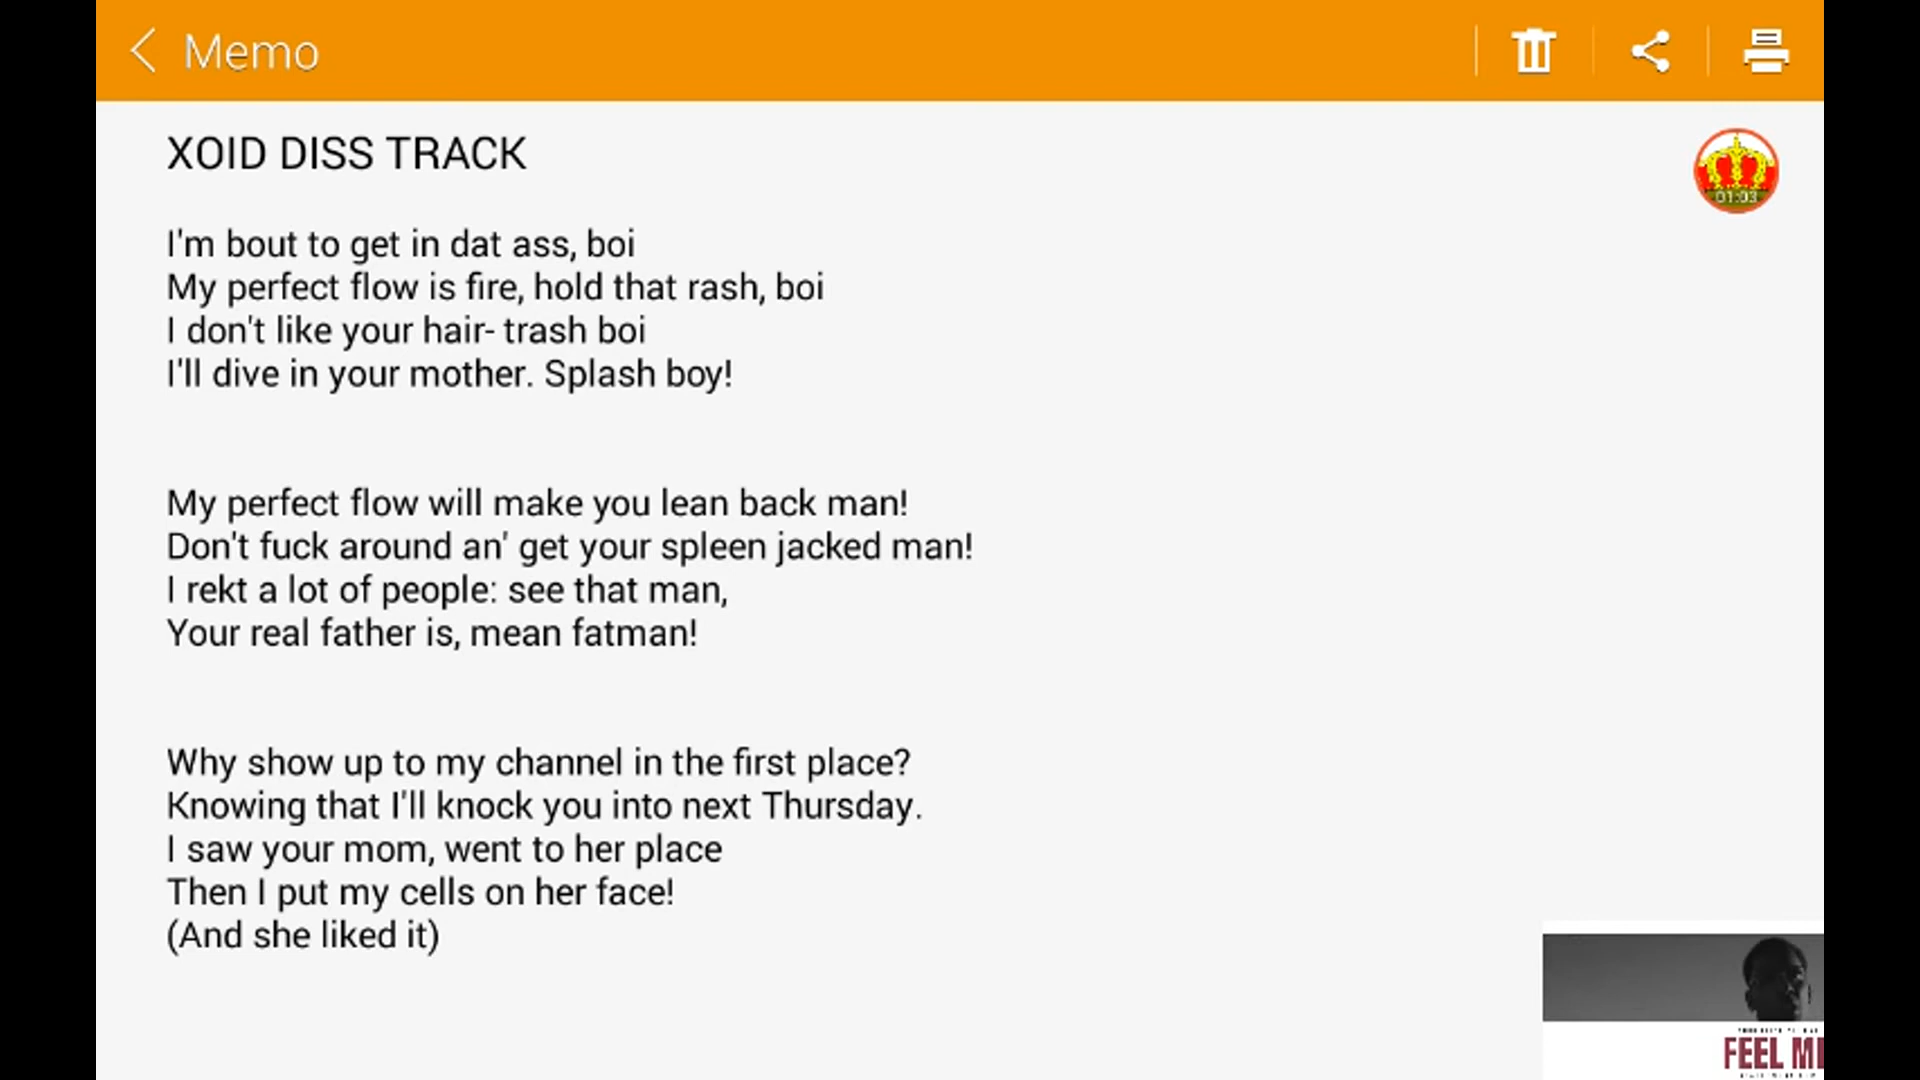 Memo
XOID DISS TRACK
01:03
I'm bout to get in dat ass, boi
My perfect flow is fire, hold that rash, boi
I don't like your hair- trash boi
I'll dive in your mother. Splash boy!
My perfect flow will make you lean back man!
Don't fuck around an' get your spleen jacked man!
I rekt a lot of people: see that man,
Your real father is, mean fatman!
Why show up to my channel in the first place?
Knowing that I'll knock you into next Thursday.
I saw your mom, went to her place
Then I put my cells on her face!
(And she liked it)
FEEL